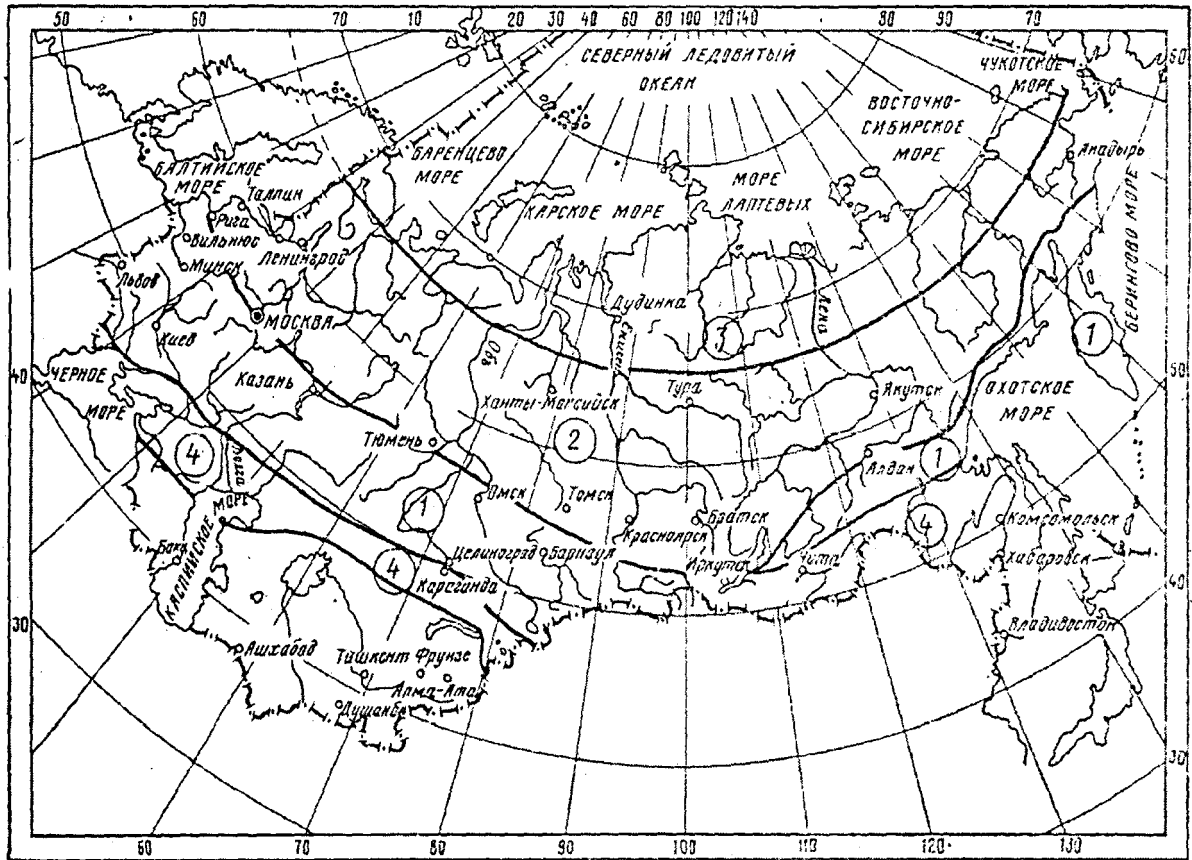 50 60 70 10 20 30 40 60 80 100 120 140 80 90 70
СЕВЕРНЫЙ ЛЕДОВИТЫЙ
ОКЕАН
ЧУКОТСКОЕ
МОРЕ
60
ВОСТОЧНО-
СИБИРСКОЕ
МОРЕ
БАРЕНЦЕВО
МОРЕ
Анадырь
БАЛТИЙСКОЕ
МОРЕ
Таллин
МОРЕ
ЛАПТЕВЫХ
КАРСКОЕ МОРЕ
Рига
Вильнюс
Ленинград
Минск
Львов
БЕРИНГОВО МОРЕ
МОСКВА
Дудинка
Енисей
Лена
3
1
Киев
Обь
40
ЧЕРНОЕ
МОРЕ
Казань
Тура
Ханты-Мансийск
Якутск
50
ОХОТСКОЕ
МОРЕ
Тюмень
2
4
Волга
Алдан
1
Омск
Томск
1
КАСПИЙСКОЕ МОРЕ
Красноярск
Братск
4
Комсомольск
Баку
Целиноград
Барнаул
Иркутск
Чита
Хабаровск
4
Караганда
40
30
Владивосток
Ашхабад
Ташкент
Фрунзе
Алма-Ата
Душанбе
30
60 70 80 90 100 110 120 130